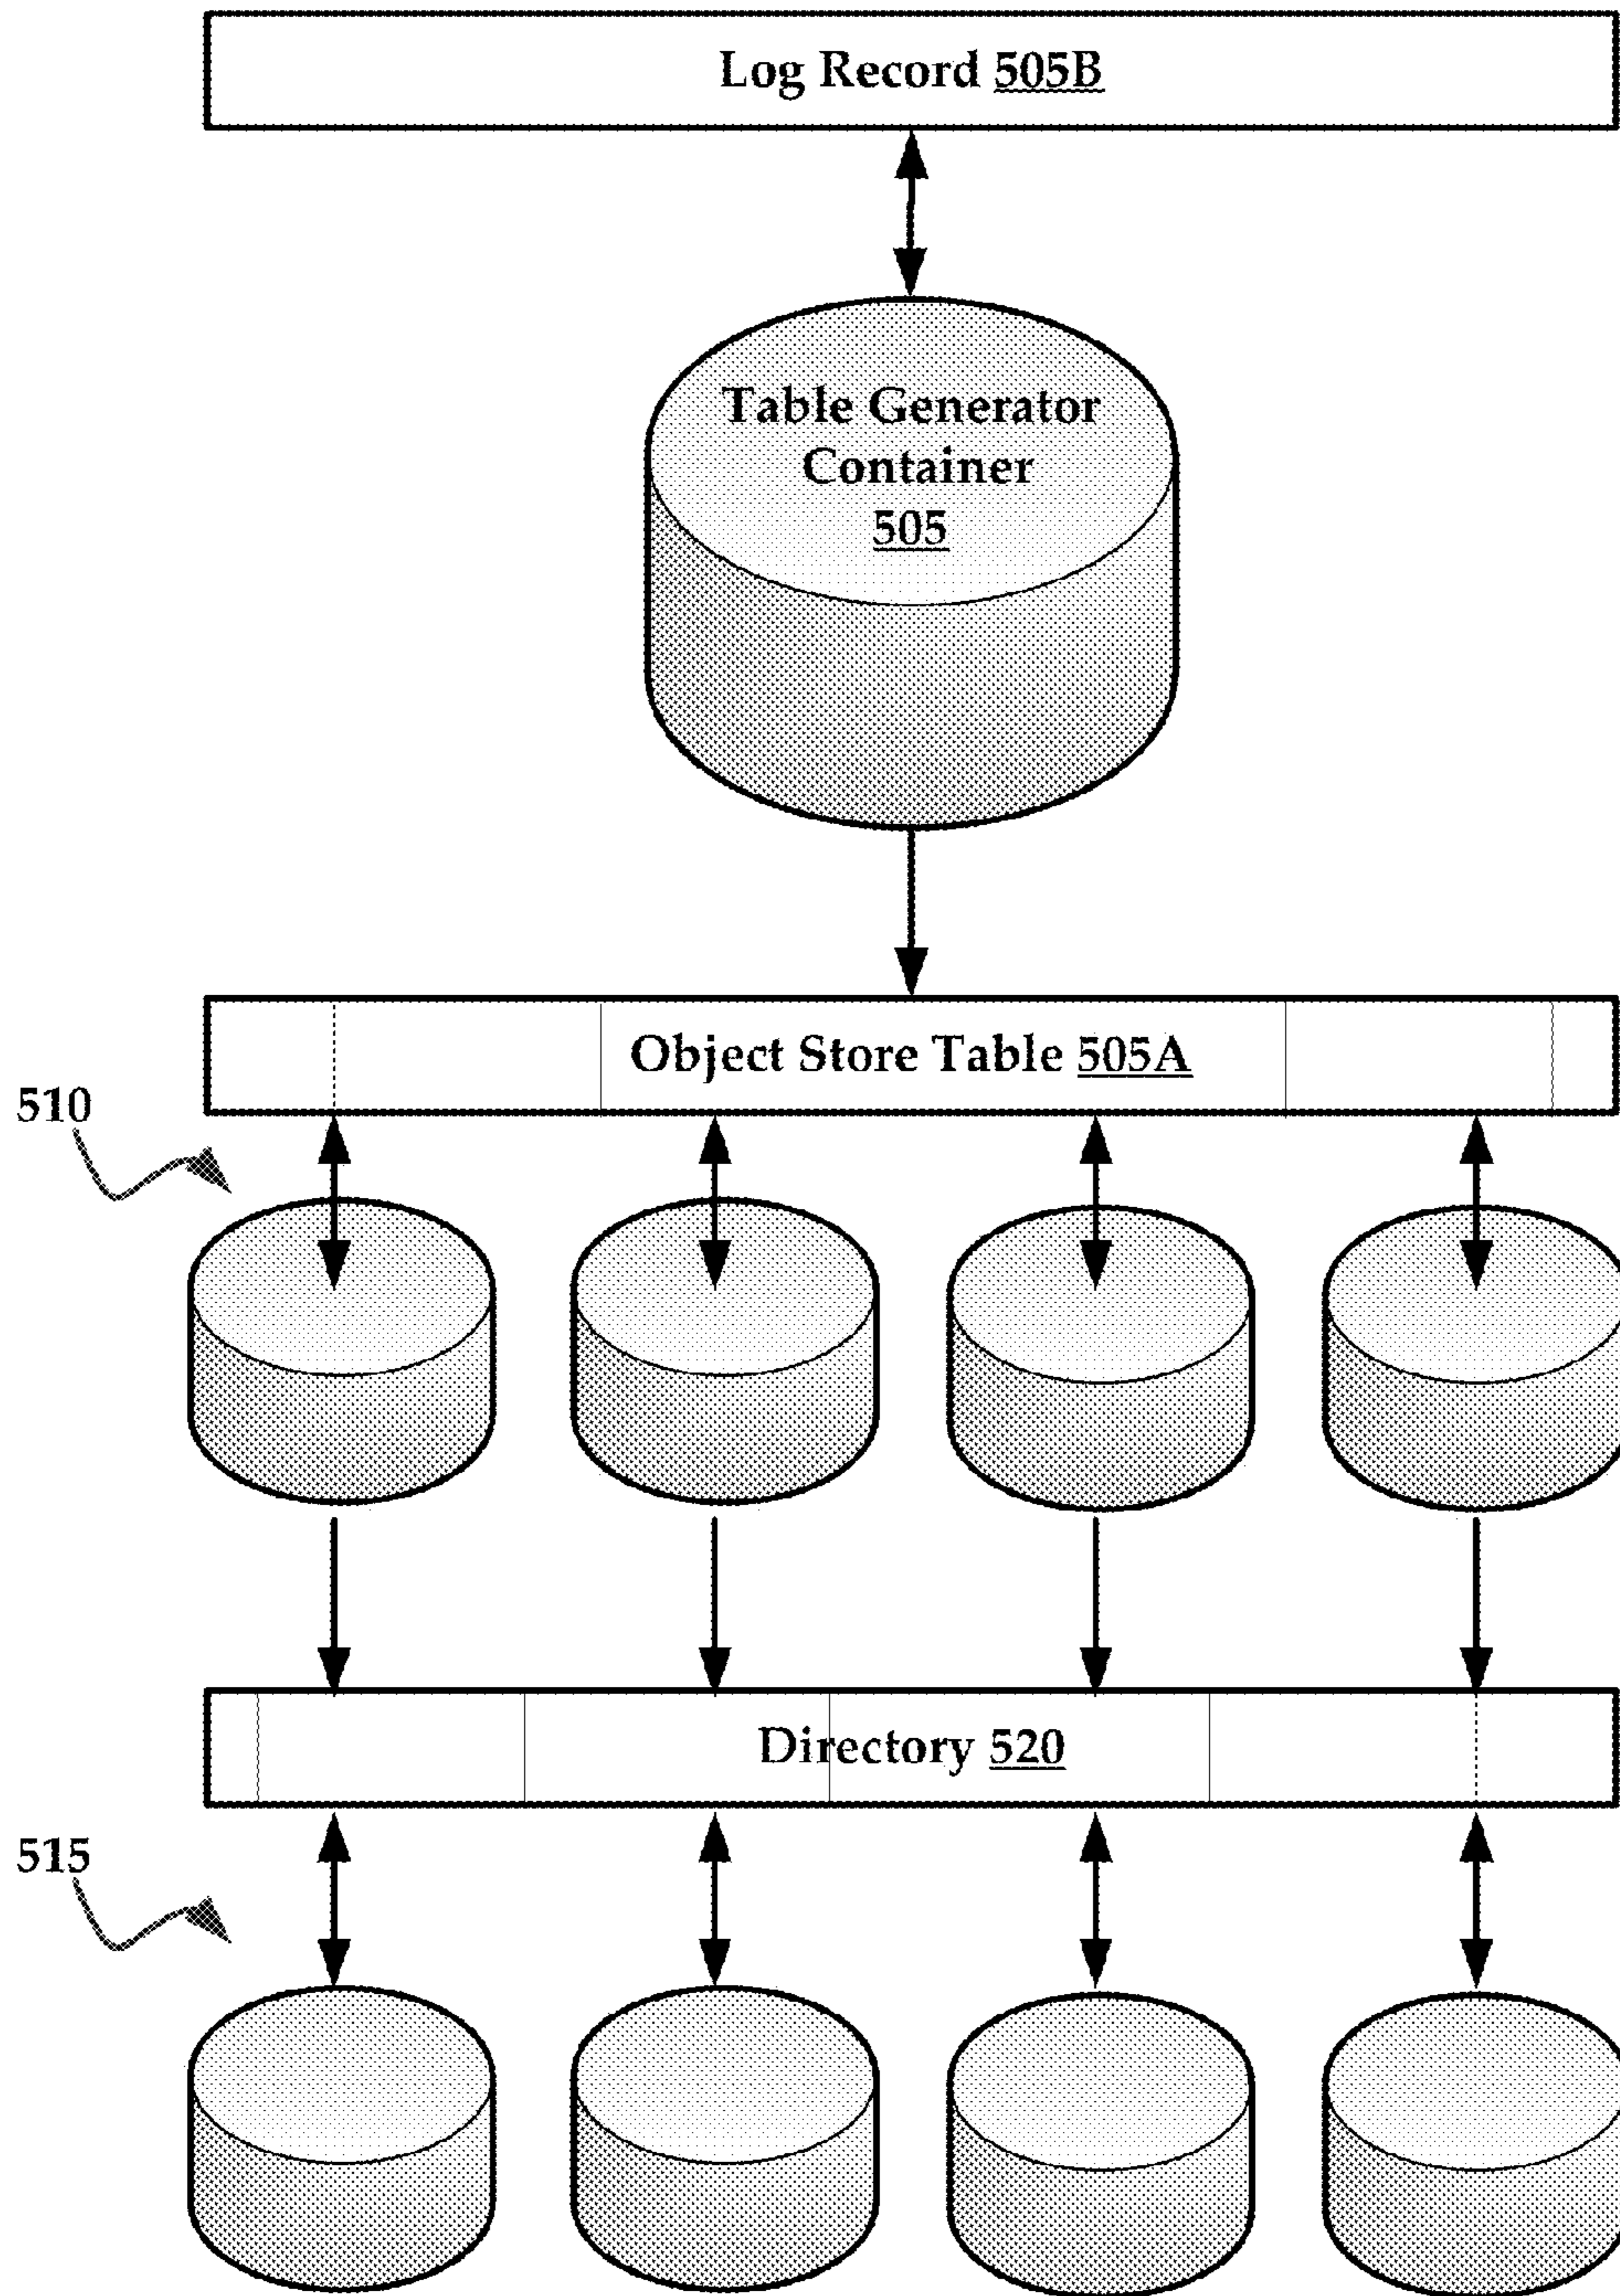 Log Record 505B
Table Generator
Container
505
Object Store Table 505A
510
Directory 520
515